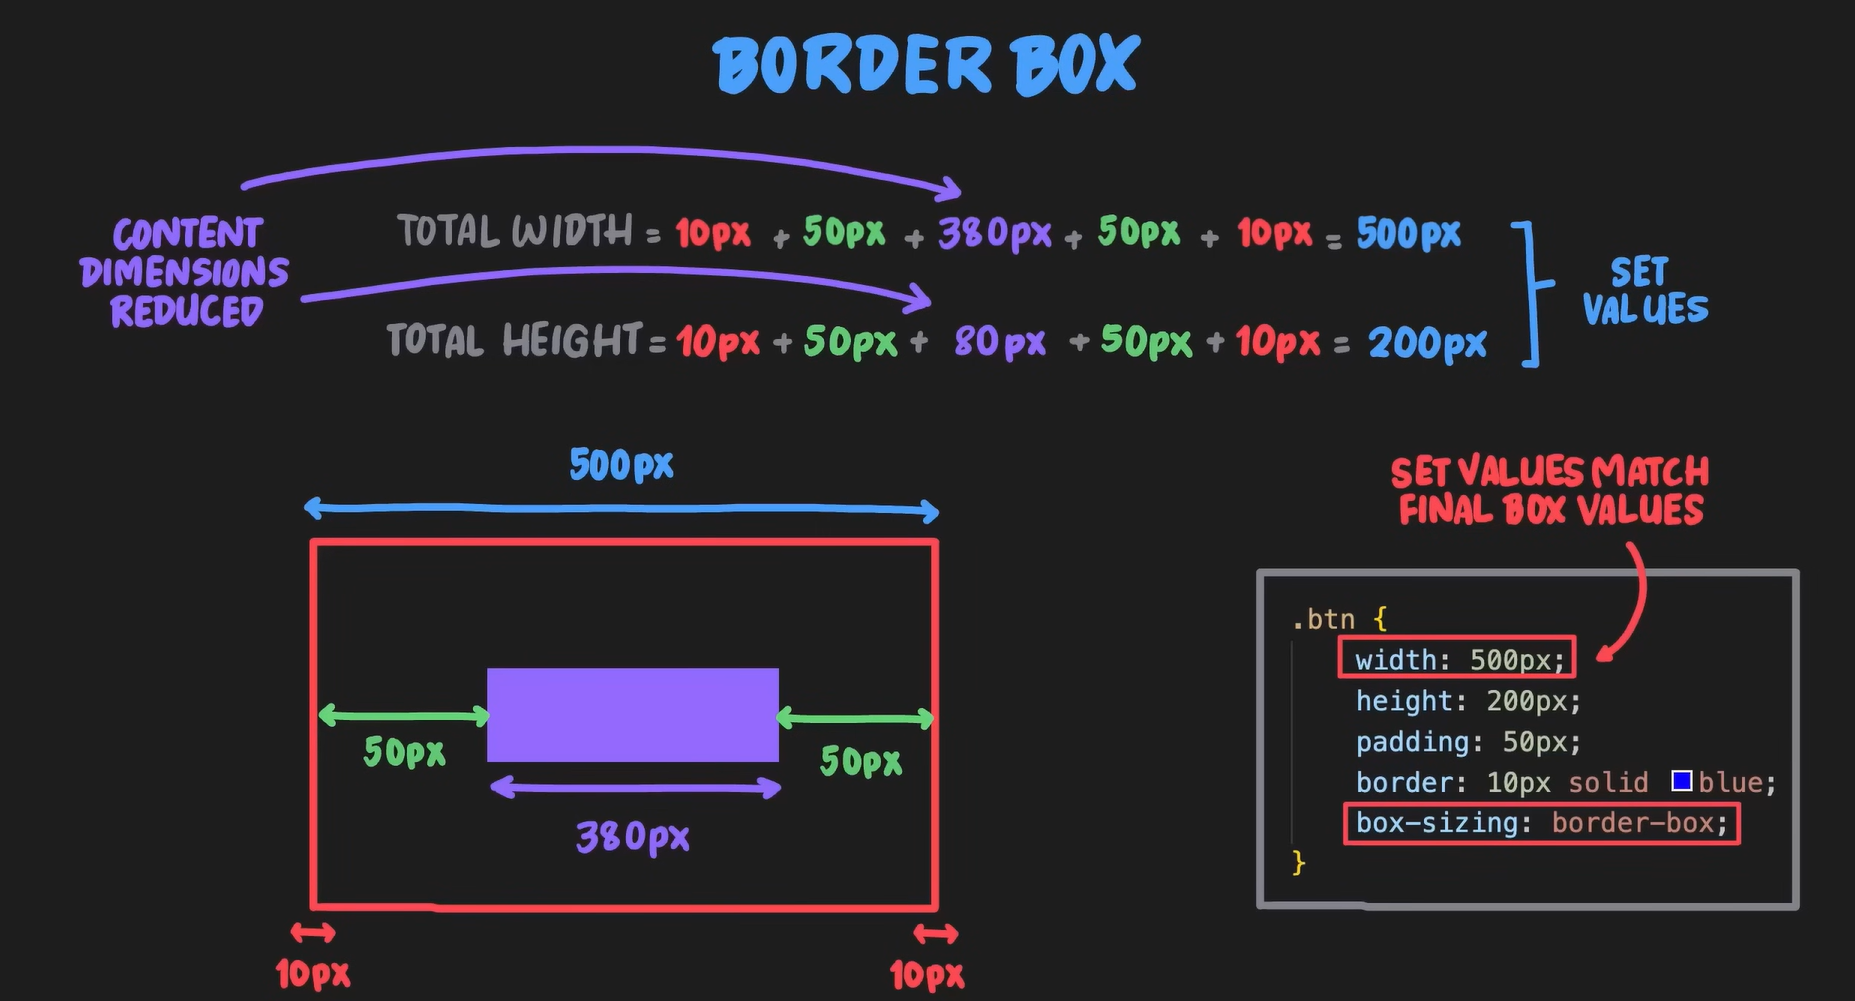 BORDER BOX
CONTENT
DIMENSIONS
REDUCED
TOTAL WIDTH = 10px + 50px + 380px + 50px + 10px = 500px
TOTAL HEIGHT = 10px + 50px + 80px + 50px + 10px = 200px
SET
VALUES
500px
50px
50px
380px
10px
10px
SET VALUES MATCH
FINAL BOX VALUES
.btn {
width: 500px;
height: 200px;
padding: 50px;
border: 10px solid blue;
box-sizing: border-box;
}